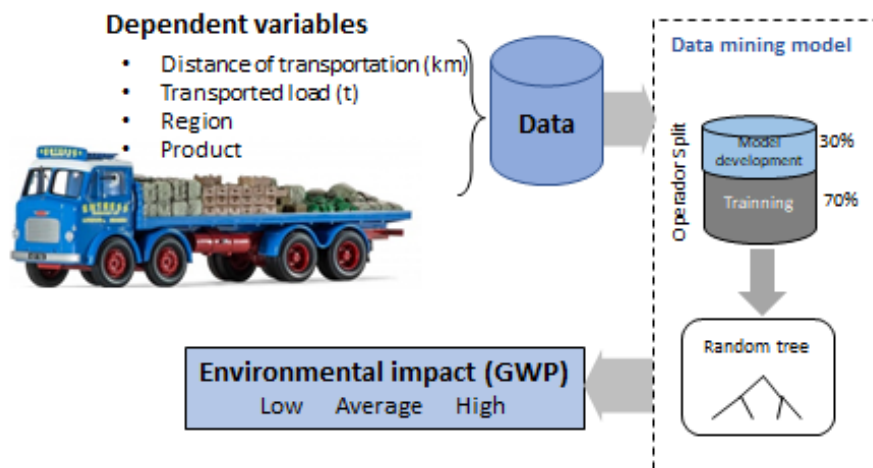 Dependent variables
• Distance of transportation (km)
• Transported load (t)
• Region
• Product
Data
Data mining model
Operador Split
Model
development
30%
Trainning
70%
Random tree
Environmental impact (GWP)
Low Average High